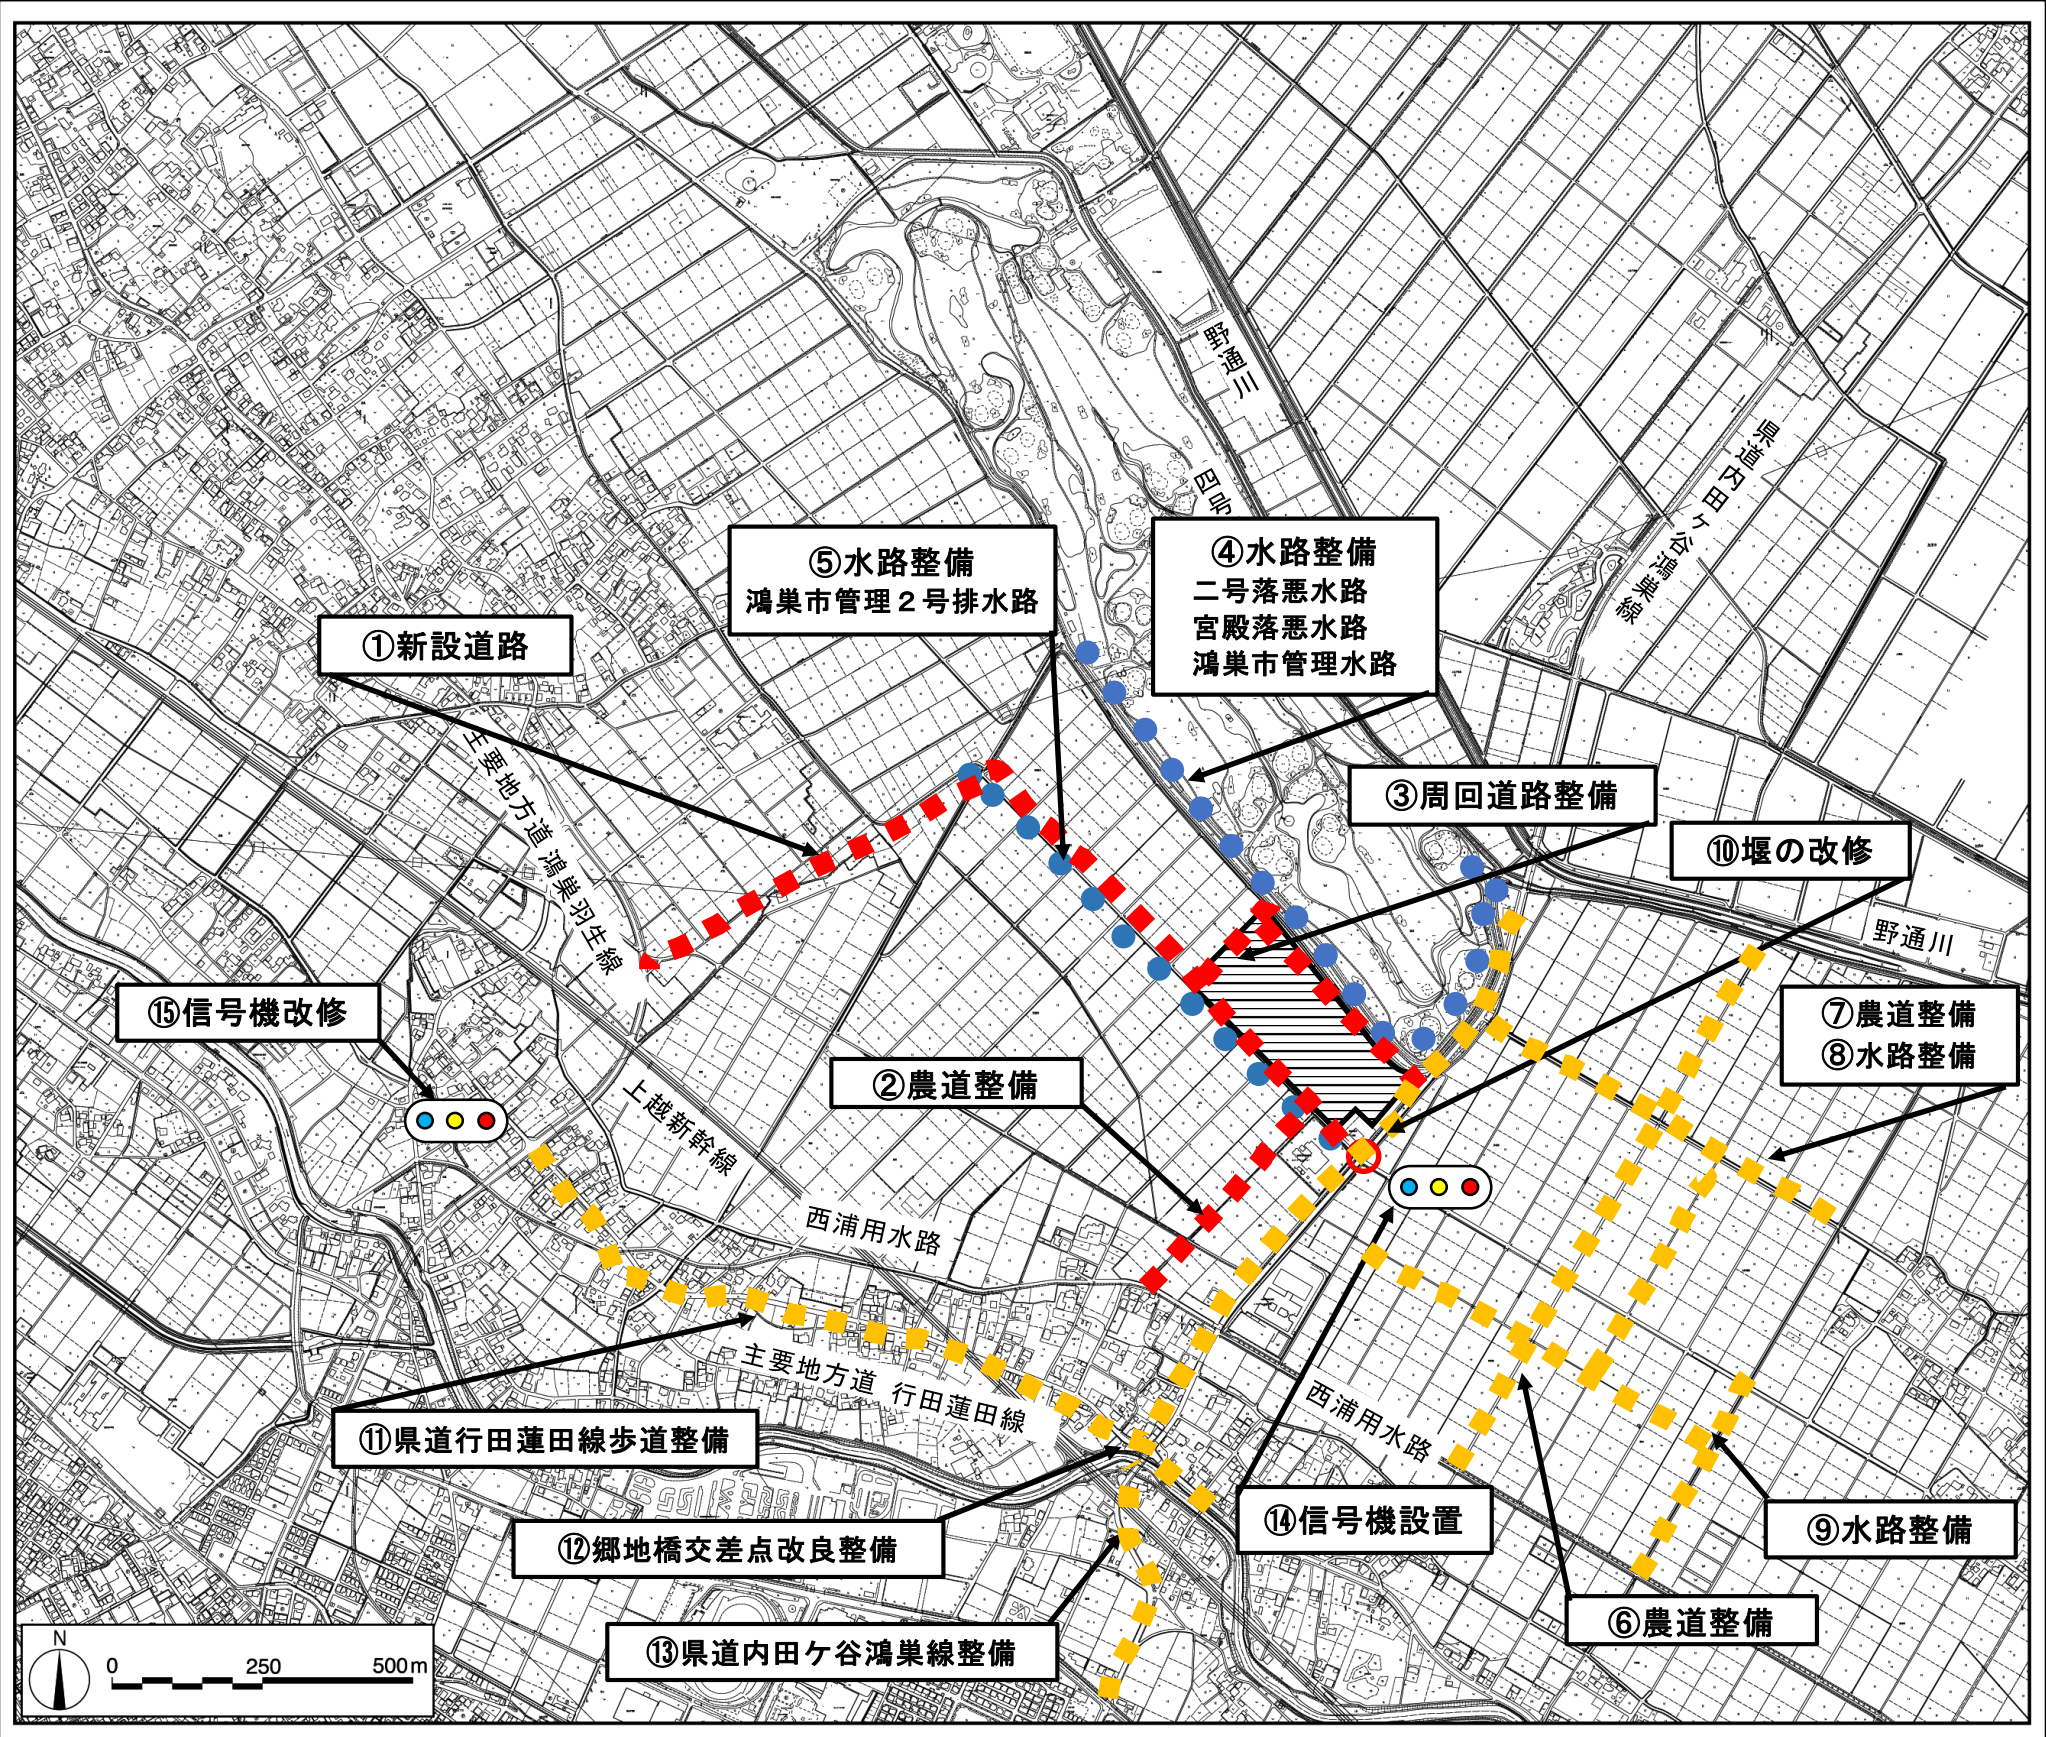 野通川
四号
県道内田ケ谷鴻巣線
⑤水路整備
鴻巣市管理２号排水路
④水路整備
二号落悪水路
宮殿落悪水路
鴻巣市管理水路
①新設道路
主要地方道 鴻巣羽生線
③周回道路整備
⑩堰の改修
野通川
⑮信号機改修
⑦農道整備
⑧水路整備
②農道整備
上越新幹線
西浦用水路
主要地方道 行田蓮田線
西浦用水路
⑪県道行田蓮田線歩道整備
⑭信号機設置
⑨水路整備
⑫郷地橋交差点改良整備
⑥農道整備
⑬県道内田ケ谷鴻巣線整備
N
0 250 500m